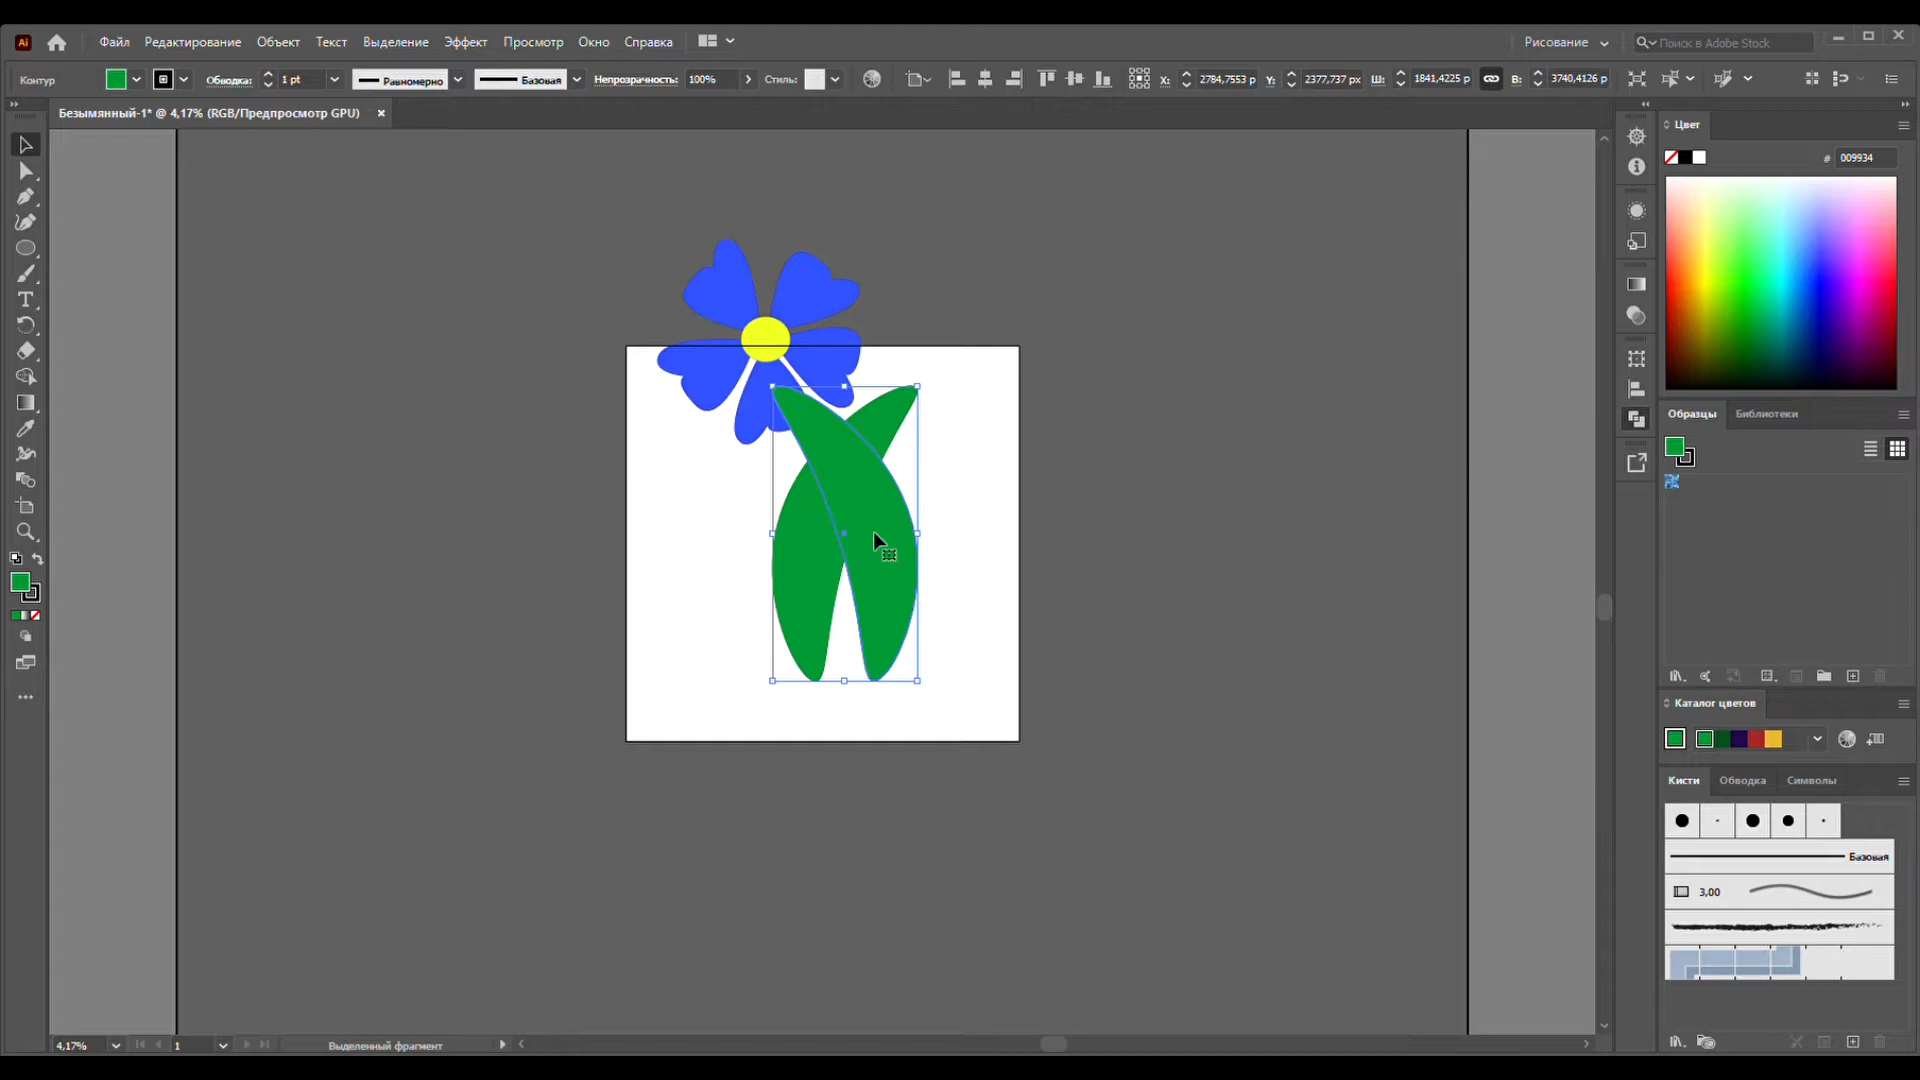 Ai Файл Редактирование Объект Текст Выделение Эффект Просмотр Окно Справка Рисование Поиск в Adobe Stock
Контур Обводка: 1 pt Равномерно Базовая Непрозрачность: 100% Стиль: X: 2784,7553 p Y: 2377,737 px Ш: 1841,4225 p В: 3740,4126 p
Безымянный-1* @ 4,17% (RGB/Предпросмотр GPU) ×
Цвет
# 009934
Образцы Библиотеки
Каталог цветов
Кисти Обводка Символы
Базовая
3,00
4,17% 1 Выделенный фрагмент